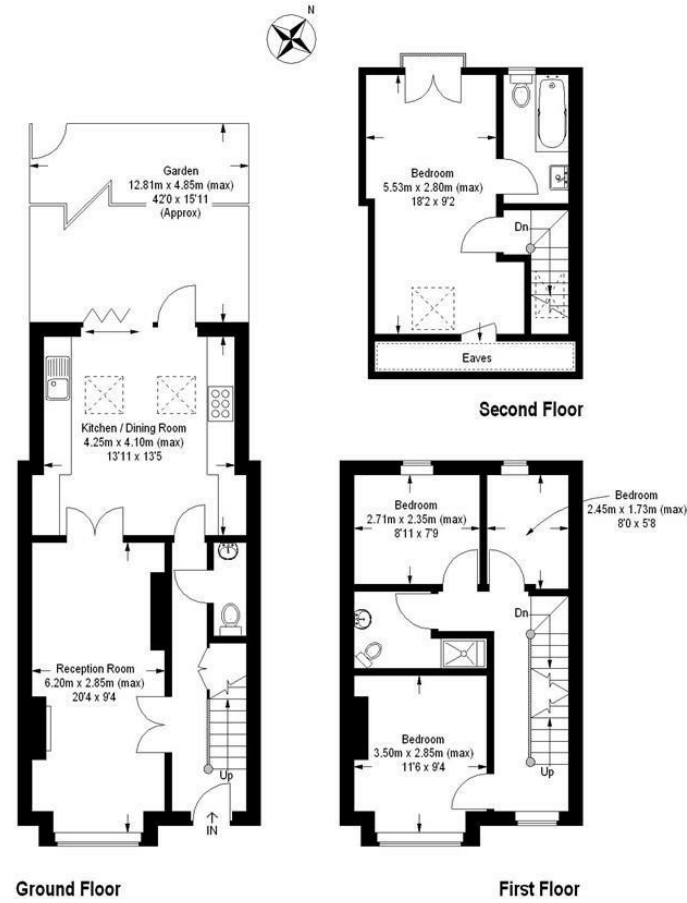 N
Garden
12.81m x 4.85m (max)
42'0 x 15'11
(Approx)
Kitchen / Dining Room
4.25m x 4.10m (max)
13'11 x 13'5
Reception Room
6.20m x 2.85m (max)
20'4 x 9'4
Up
IN
Ground Floor
Bedroom
5.53m x 2.80m (max)
18'2 x 9'2
Dn
Eaves
Second Floor
Bedroom
2.71m x 2.35m (max)
8'11 x 7'9
Bedroom
2.45m x 1.73m (max)
8'0 x 5'8
Dn
Bedroom
3.50m x 2.85m (max)
11'6 x 9'4
Up
First Floor